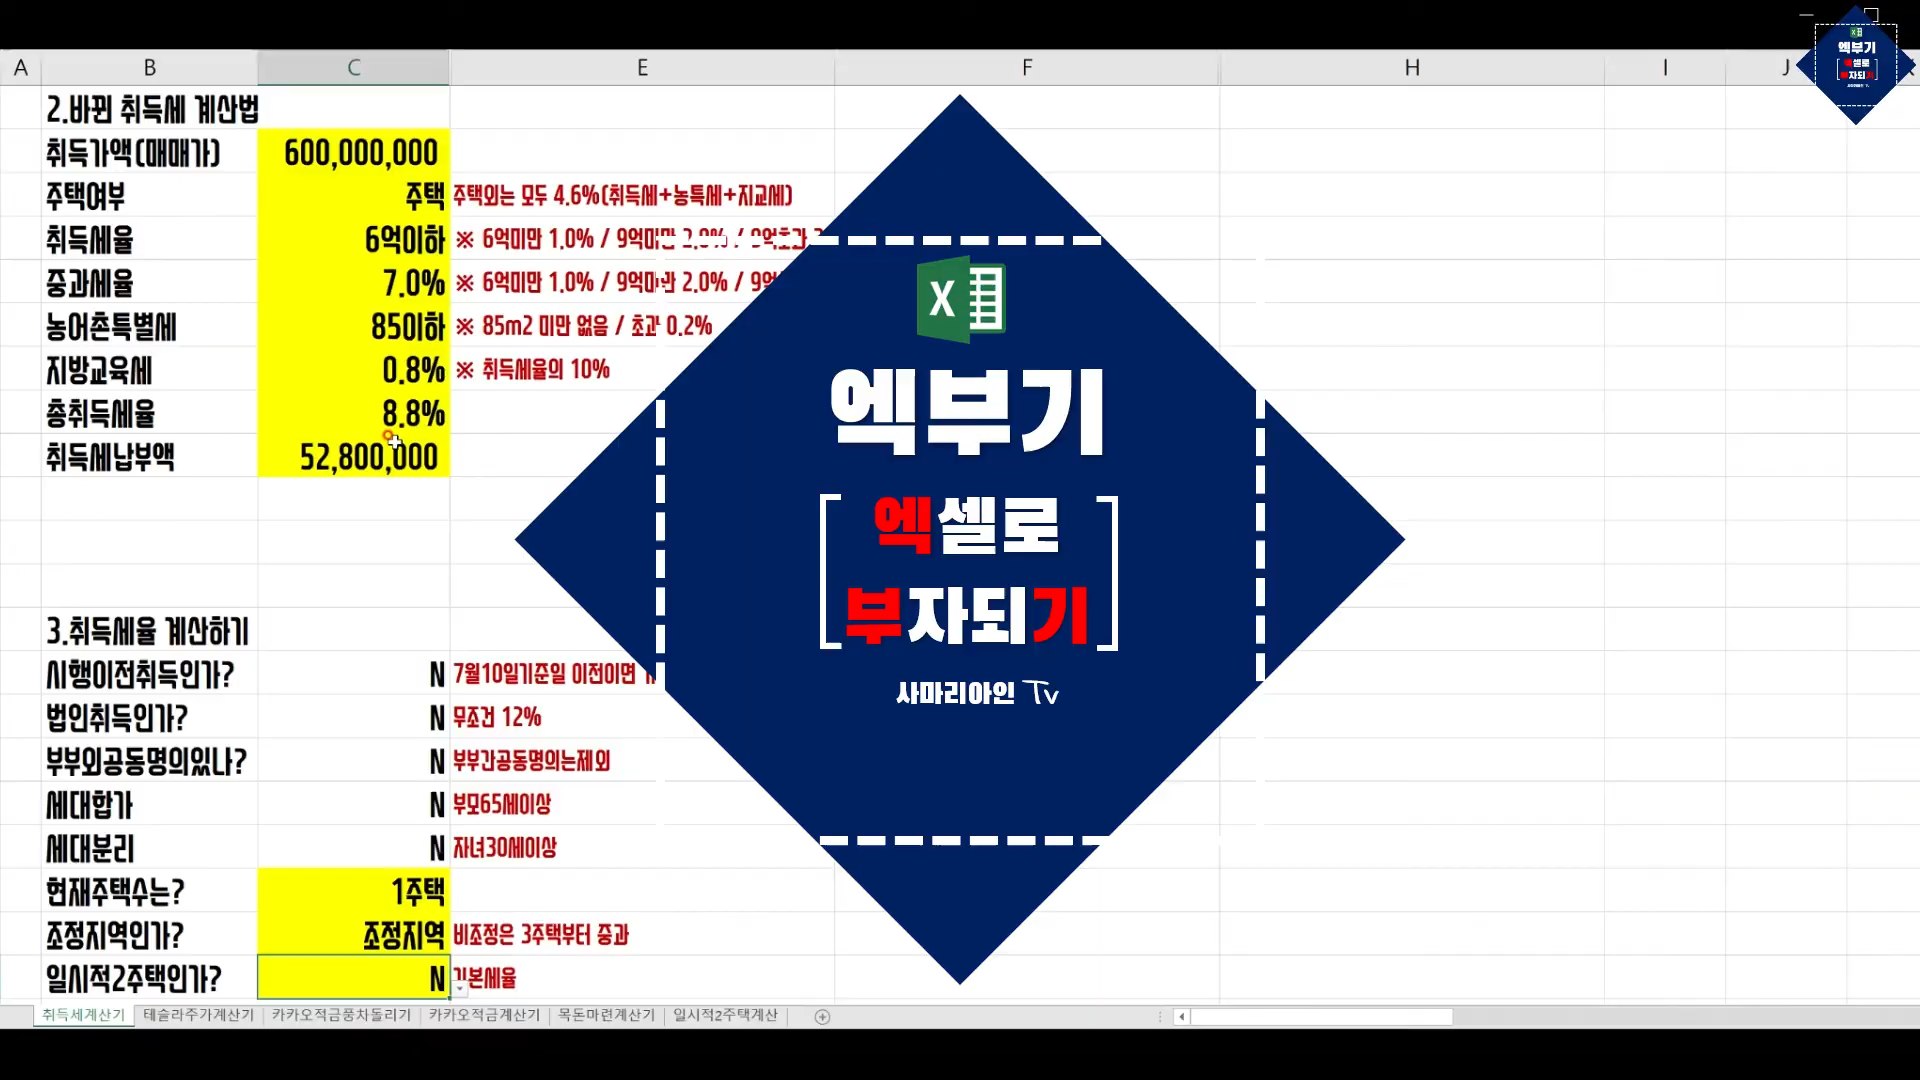 A B C E F H I J
2.바뀐 취득세 계산법
취득가액(매매가) 600,000,000
주택여부 주택 주택외는 모두 4.6%(취득세+농특세+지교세)
취득세율 6억이하 ※ 6억미만 1.0% / 9억미만 2.0% / 9억초과
중과세율 7.0% ※ 6억미만 1.0% / 9억미만 2.0% / 9억
농어촌특별세 85이하 ※ 85m2 미만 없음 / 초과 0.2%
지방교육세 0.8% ※ 취득세율의 10%
총취득세율 8.8%
취득세납부액 52,800,000
3.취득세율 계산하기
시행이전취득인가? N 7월10일기준일 이전이면
법인취득인가? N 무조건 12%
부부외공동명의있나? N 부부간공동명의는제외
세대합가 N 부모65세이상
세대분리 N 자녀30세이상
현재주택수는? 1주택
조정지역인가? 조정지역 비조정은 3주택부터 중과
일시적2주택인가? N 기본세율
취득세계산기 테슬라주가계산기 카카오적금풍차돌리기 카카오적금계산기 목돈마련계산기 일시적2주택계산
X
엑부기
[엑셀로
부자되기]
사마리아인 Tv
엑부기
[엑셀로
부자되기]